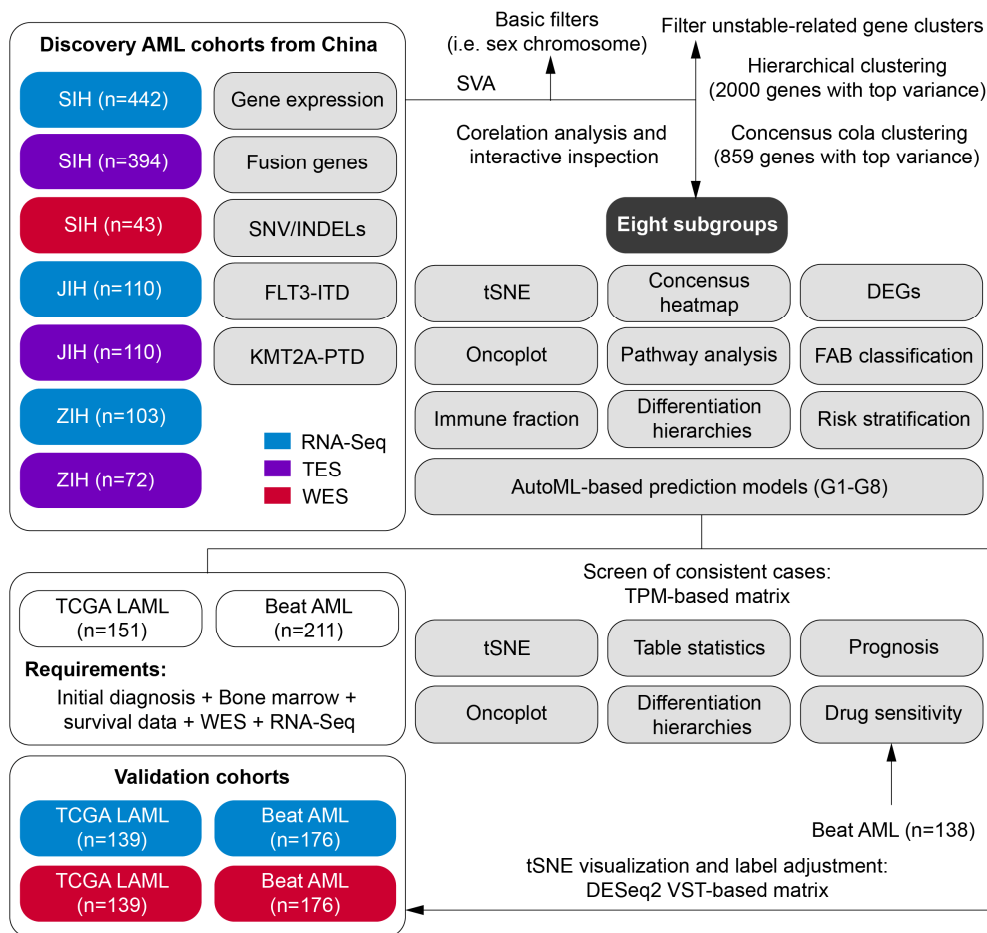 Discovery AML cohorts from China
SIH (n=442)
SIH (n=394)
SIH (n=43)
JIH (n=110)
JIH (n=110)
ZIH (n=103)
ZIH (n=72)
Gene expression
Fusion genes
SNV/INDELs
FLT3-ITD
KMT2A-PTD
RNA-Seq
TES
WES
SVA
Basic filters
(i.e. sex chromosome)
Filter unstable-related gene clusters
Hierarchical clustering
(2000 genes with top variance)
Corelation analysis and
interactive inspection
Concensus cola clustering
(859 genes with top variance)
Eight subgroups
tSNE
Concensus
heatmap
DEGs
Oncoplot
Pathway analysis
FAB classification
Immune fraction
Differentiation
hierarchies
Risk stratification
AutoML-based prediction models (G1-G8)
TCGA LAML
(n=151)
Beat AML
(n=211)
Requirements:
Initial diagnosis + Bone marrow +
survival data + WES + RNA-Seq
Screen of consistent cases:
TPM-based matrix
tSNE
Table statistics
Prognosis
Oncoplot
Differentiation
hierarchies
Drug sensitivity
Beat AML (n=138)
Validation cohorts
TCGA LAML
(n=139)
Beat AML
(n=176)
TCGA LAML
(n=139)
Beat AML
(n=176)
tSNE visualization and label adjustment:
DESeq2 VST-based matrix